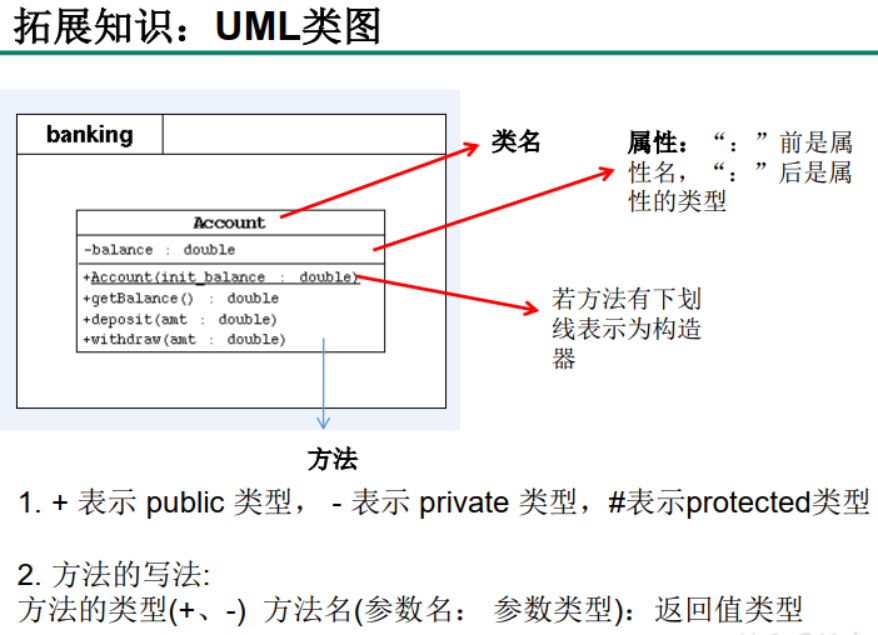 拓展知识：UML类图
banking
类名
属性：“：”前是属
性名，“：”后是属
性的类型
Account
-balance : double
+Account(init_balance : double)
+getBalance() : double
+deposit(amt : double)
+withdraw(amt : double)
若方法有下划
线表示为构造
器
方法
1. + 表示 public 类型， - 表示 private 类型，#表示protected类型
2. 方法的写法:
方法的类型(+、-) 方法名(参数名： 参数类型)：返回值类型